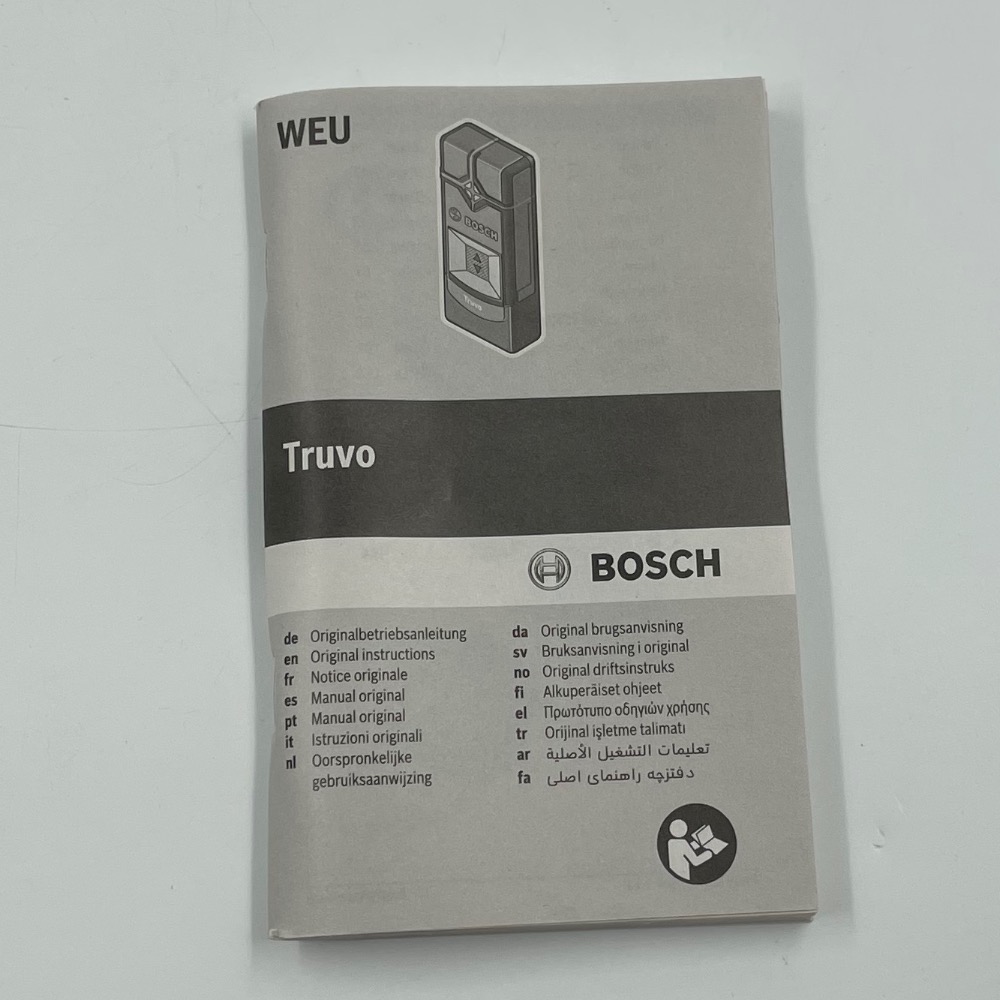 WEU
BOSCH
Truvo
Truvo
BOSCH
de Originalbetriebsanleitung
en Original instructions
fr Notice originale
es Manual original
pt Manual original
it Istruzioni originali
nl Oorspronkelijke
gebruiksaanwijzing
da Original brugsanvisning
sv Bruksanvisning i original
no Original driftsinstruks
fi Alkuperäiset ohjeet
el Πρωτότυπο οδηγιών χρήσης
tr Orijinal işletme talimatı
ar تعليمات التشغيل الأصلية
fa دفترچه راهنمای اصلی